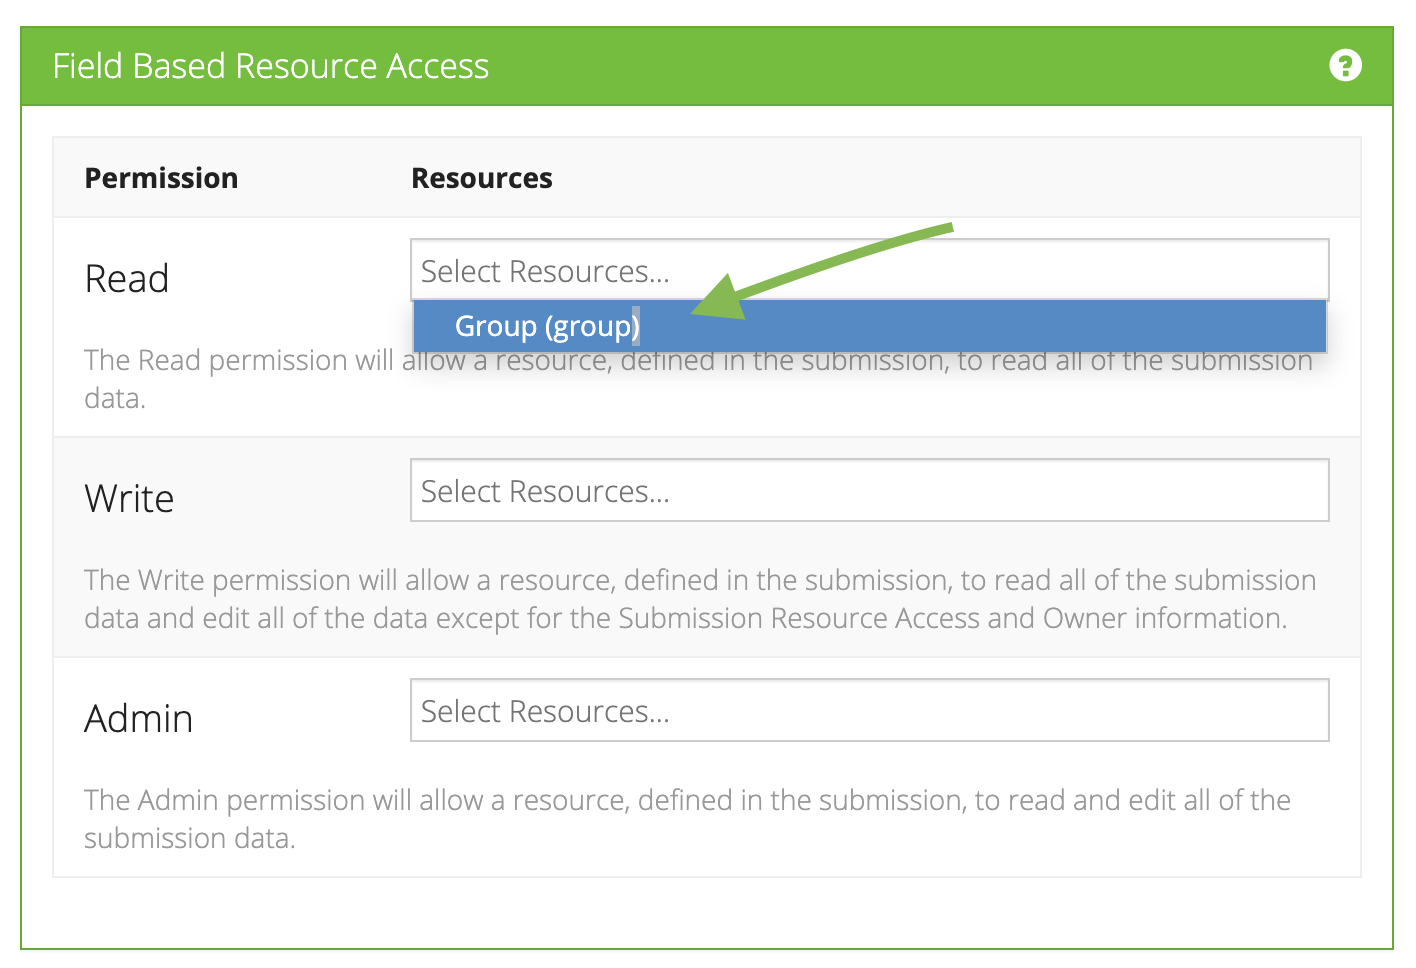 Field Based Resource Access
?
Permission Resources
Read
Select Resources...
Group (group)
The Read permission will allow a resource, defined in the submission, to read all of the submission
data.
Write
Select Resources...
The Write permission will allow a resource, defined in the submission, to read all of the submission
data and edit all of the data except for the Submission Resource Access and Owner information.
Admin
Select Resources...
The Admin permission will allow a resource, defined in the submission, to read and edit all of the
submission data.